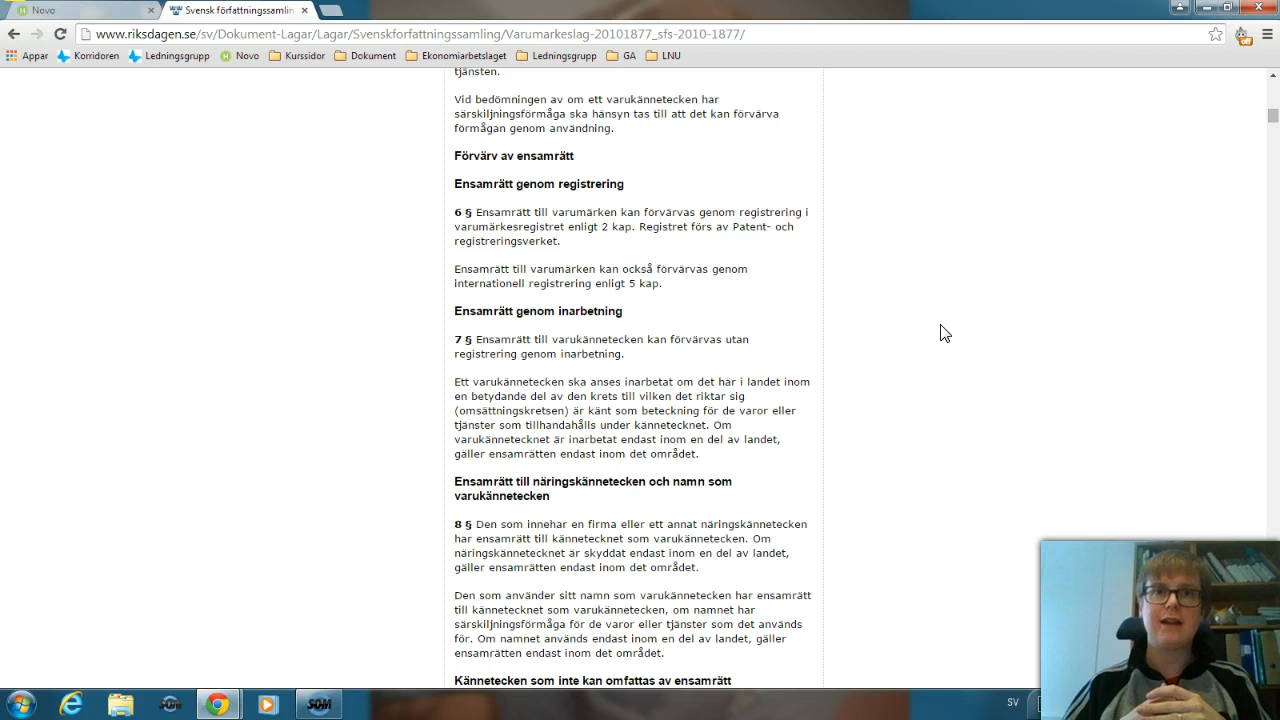 Novo
Svensk författningssamlin
www.riksdagen.se/sv/Dokument-Lagar/Lagar/Svenskforfattningssamling/Varumarkeslag-20101877_sfs-2010-1877/
off
Appar Korridoren Ledningsgrupp Novo Kurssidor Dokument Ekonomiarbetslaget Ledningsgrupp GA LNU
tjänsten.
Vid bedömningen av om ett varukännetecken har
särskiljningsförmåga ska hänsyn tas till att det kan förvärva
förmågan genom användning.
Förvärv av ensamrätt
Ensamrätt genom registrering
6 § Ensamrätt till varumärken kan förvärvas genom registrering i
varumärkesregistret enligt 2 kap. Registret förs av Patent- och
registreringsverket.
Ensamrätt till varumärken kan också förvärvas genom
internationell registrering enligt 5 kap.
Ensamrätt genom inarbetning
7 § Ensamrätt till varukännetecken kan förvärvas utan
registrering genom inarbetning.
Ett varukännetecken ska anses inarbetat om det här i landet inom
en betydande del av den krets till vilken det riktar sig
(omsättningskretsen) är känt som beteckning för de varor eller
tjänster som tillhandahålls under kännetecknet. Om
varukännetecknet är inarbetat endast inom en del av landet,
gäller ensamrätten endast inom det området.
Ensamrätt till näringskännetecken och namn som
varukännetecken
8 § Den som innehar en firma eller ett annat näringskännetecken
har ensamrätt till kännetecknet som varukännetecken. Om
näringskännetecknet är skyddat endast inom en del av landet,
gäller ensamrätten endast inom det området.
Den som använder sitt namn som varukännetecken har ensamrätt
till kännetecknet som varukännetecken, om namnet har
särskiljningsförmåga för de varor eller tjänster som det används
för. Om namnet används endast inom en del av landet, gäller
ensamrätten endast inom det området.
Kännetecken som inte kan omfattas av ensamrätt
SOM
SOM
SV